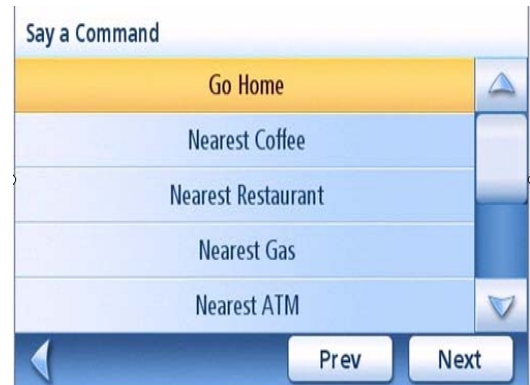 Say a Command
Go Home
Nearest Coffee
Nearest Restaurant
Nearest Gas
Nearest ATM
Prev Next